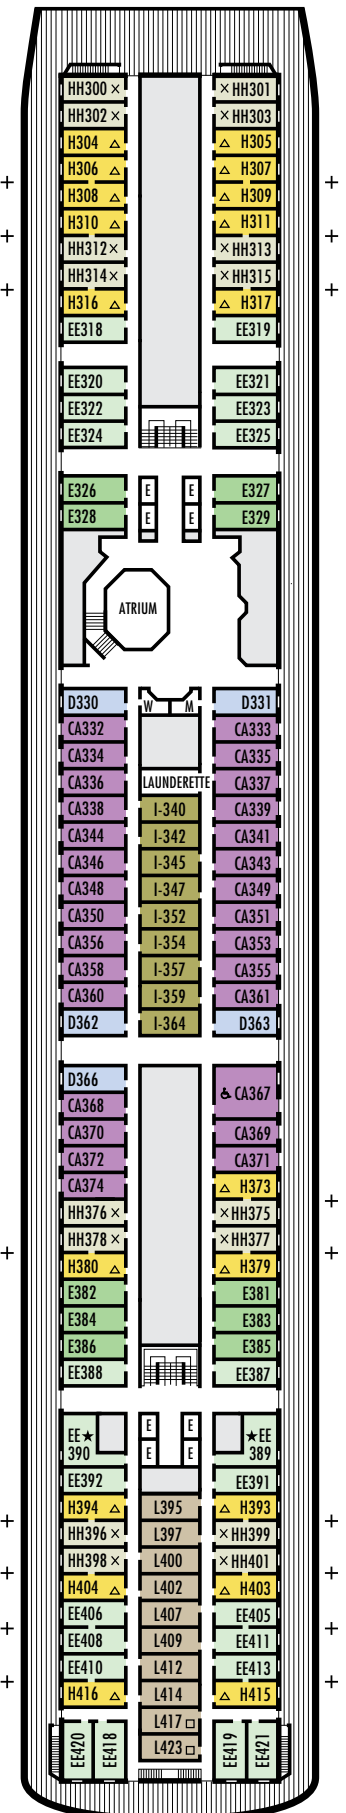 HH300 × × HH301
HH302 × × HH303
H304 △ △ H305
H306 △ △ H307
H308 △ △ H309
H310 △ △ H311
HH312 × × HH313
HH314 × × HH315
H316 △ △ H317
EE318 EE319
EE320 EE321
EE322 EE323
EE324 EE325
E326 E E E327
E328 E E E329
ATRIUM
D330 W M D331
CA332 CA333
CA334 CA335
CA336 LAUNDERETTE CA337
CA338 I-340 CA339
CA344 I-342 CA341
CA346 I-345 CA343
CA348 I-347 CA349
CA350 I-352 CA351
CA356 I-354 CA353
CA358 I-357 CA355
CA360 I-359 CA361
D362 I-364 D363
D366
CA368 ♿ CA367
CA370 CA369
CA372 CA371
CA374 △ H373
HH376 × × HH375
HH378 × × HH377
H380 △ △ H379
E382 E381
E384 E383
E386 E385
EE388 EE387
EE★ E E ★EE
390 E E 389
EE392 EE391
H394 △ L395 △ H393
HH396 × L397 × HH399
HH398 × L400 × HH401
H404 △ L402 △ H403
EE406 L407 EE405
EE408 L409 EE411
EE410 L412 EE413
H416 △ L414 △ H415
L417 □
EE420 EE418 L423 □ EE419 EE421